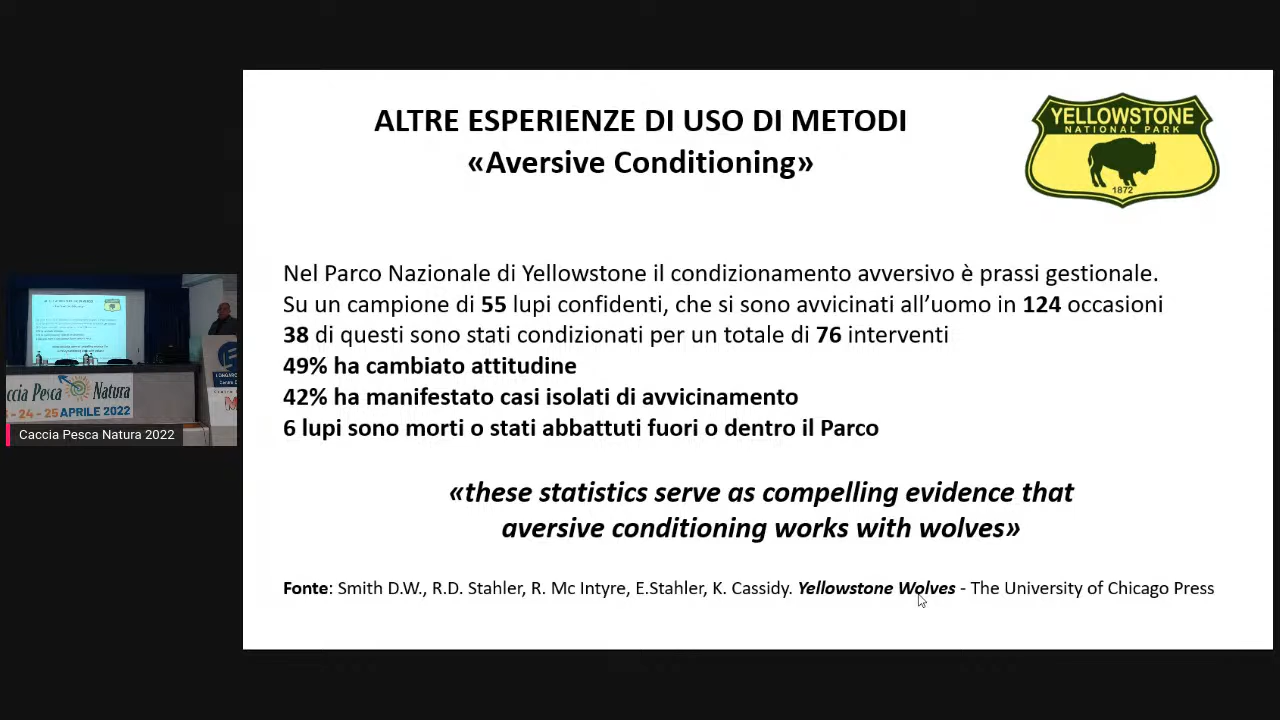 ALTRE ESPERIENZE DI USO DI METODI
«Aversive Conditioning»
YELLOWSTONE
NATIONAL PARK
1872
Nel Parco Nazionale di Yellowstone il condizionamento avversivo è prassi gestionale.
Su un campione di 55 lupi confidenti, che si sono avvicinati all’uomo in 124 occasioni
38 di questi sono stati condizionati per un totale di 76 interventi
49% ha cambiato attitudine
42% ha manifestato casi isolati di avvicinamento
6 lupi sono morti o stati abbattuti fuori o dentro il Parco
«these statistics serve as compelling evidence that
aversive conditioning works with wolves»
Fonte: Smith D.W., R.D. Stahler, R. Mc Intyre, E.Stahler, K. Cassidy. Yellowstone Wolves - The University of Chicago Press
ccia Pesca Natura
- 24 - 25 APRILE 2022
Caccia Pesca Natura 2022